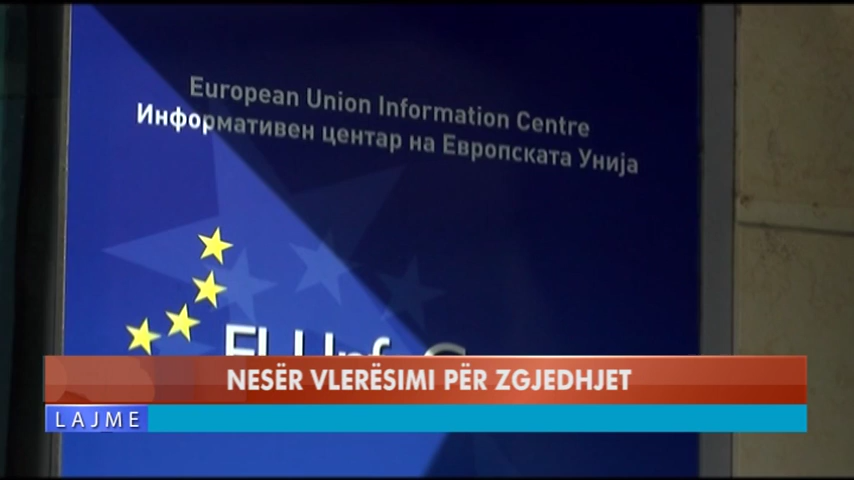 European Union Information Centre
Информативен центар на Европската Унија
NESËR VLERËSIMI PËR ZGJEDHJET
LAJME